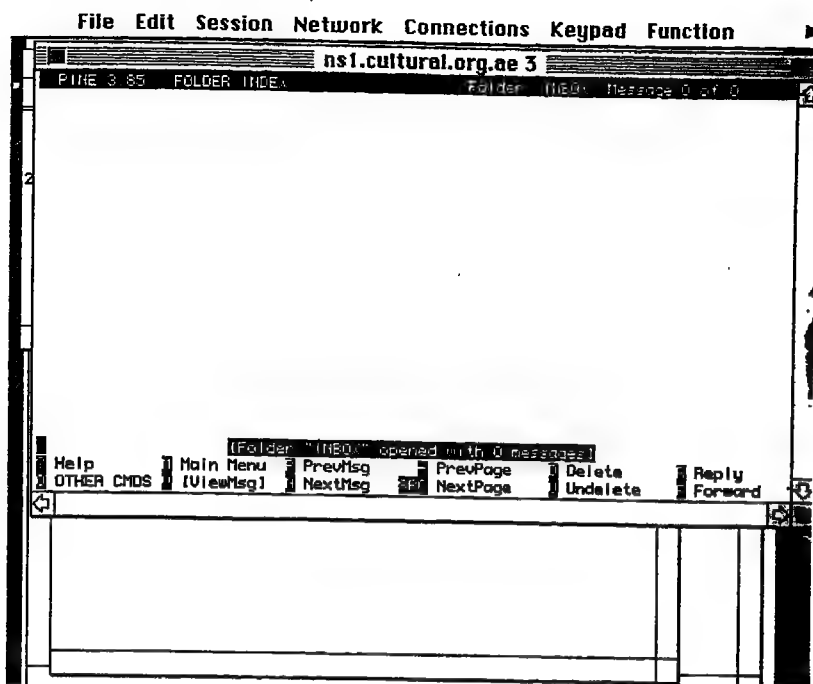 File Edit Session Network Connections Keypad Function
ns1.cultural.org.ae 3
PINE 3.85 FOLDER INDEX Folder: INBOX Message 0 of 0
2
[Folder "INBOX" opened with 0 messages]
Help Main Menu PrevMsg PrevPage Delete Reply
OTHER CMDS [ViewMsg] NextMsg NextPage Undelete Forward